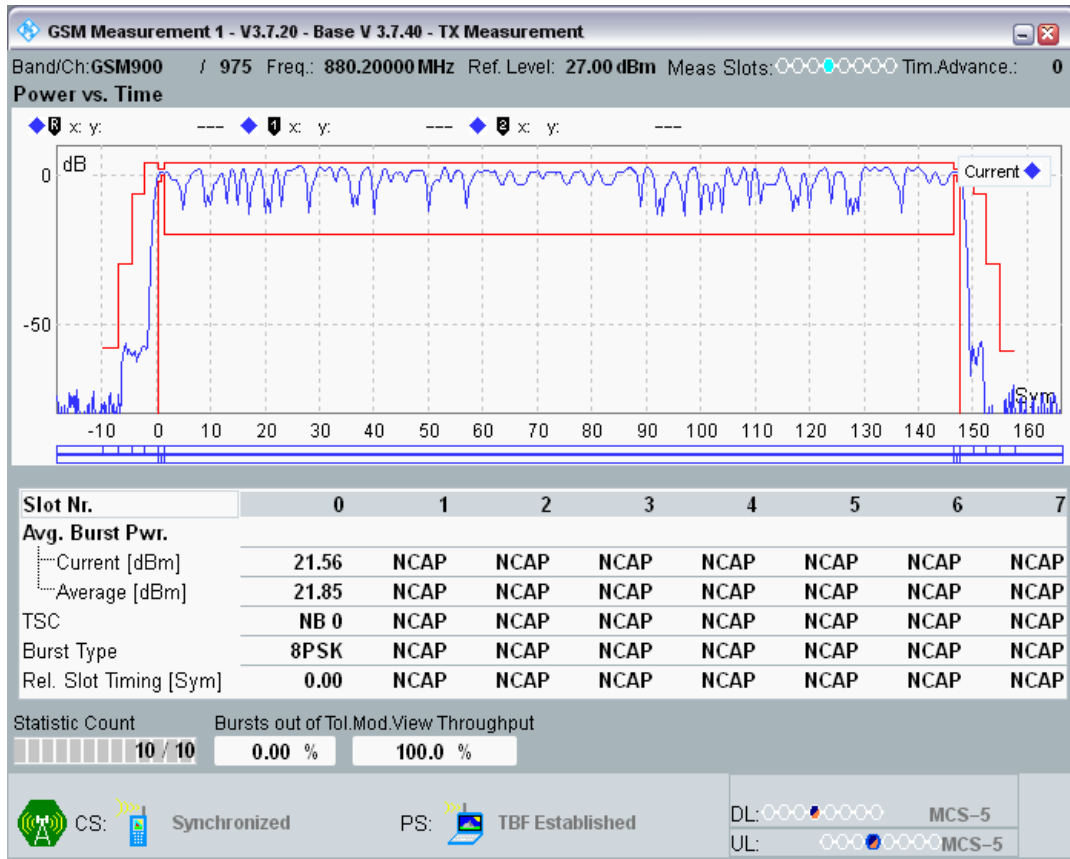 GSM Measurement 1 - V3.7.20 - Base V 3.7.40 - TX Measurement
Band/Ch:GSM900 / 975 Freq.: 880.20000 MHz Ref. Level: 27.00 dBm Meas Slots: Tim.Advance.: 0
Power vs. Time
R x: y: --- 1 x: y: --- 2 x: y: ---
dB
Current
0
-50
Sym
-10 0 10 20 30 40 50 60 70 80 90 100 110 120 130 140 150 160
Slot Nr. 0 1 2 3 4 5 6 7
Avg. Burst Pwr.
Current [dBm] 21.56 NCAP NCAP NCAP NCAP NCAP NCAP NCAP
Average [dBm] 21.85 NCAP NCAP NCAP NCAP NCAP NCAP NCAP
TSC NB 0 NCAP NCAP NCAP NCAP NCAP NCAP NCAP
Burst Type 8PSK NCAP NCAP NCAP NCAP NCAP NCAP NCAP
Rel. Slot Timing [Sym] 0.00 NCAP NCAP NCAP NCAP NCAP NCAP NCAP
Statistic Count Bursts out of Tol.Mod.View Throughput
10 / 10 0.00 % 100.0 %
CS: Synchronized PS: TBF Established DL: MCS-5
UL: MCS-5